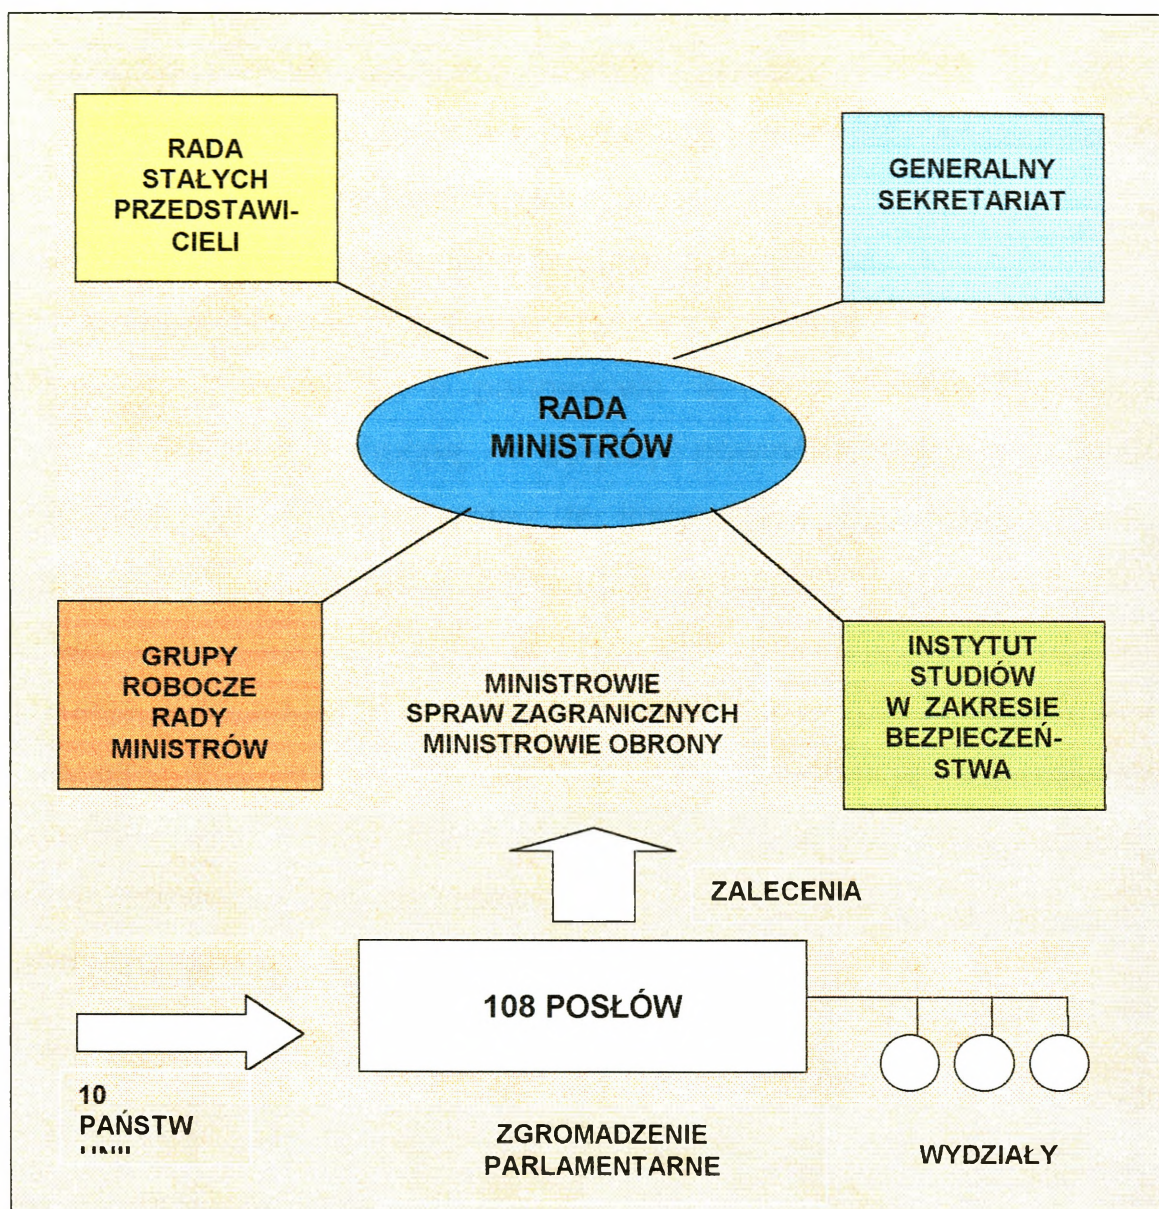 RADA
STAŁYCH
PRZEDSTAWI-
CIELI
GENERALNY
SEKRETARIAT
RADA
MINISTRÓW
GRUPY
ROBOCZE
RADY
MINISTRÓW
MINISTROWIE
SPRAW ZAGRANICZNYCH
MINISTROWIE OBRONY
INSTYTUT
STUDIÓW
W ZAKRESIE
BEZPIECZEŃ-
STWA
ZALECENIA
108 POSŁÓW
10
PAŃSTW
ZGROMADZENIE
PARLAMENTARNE
WYDZIAŁY